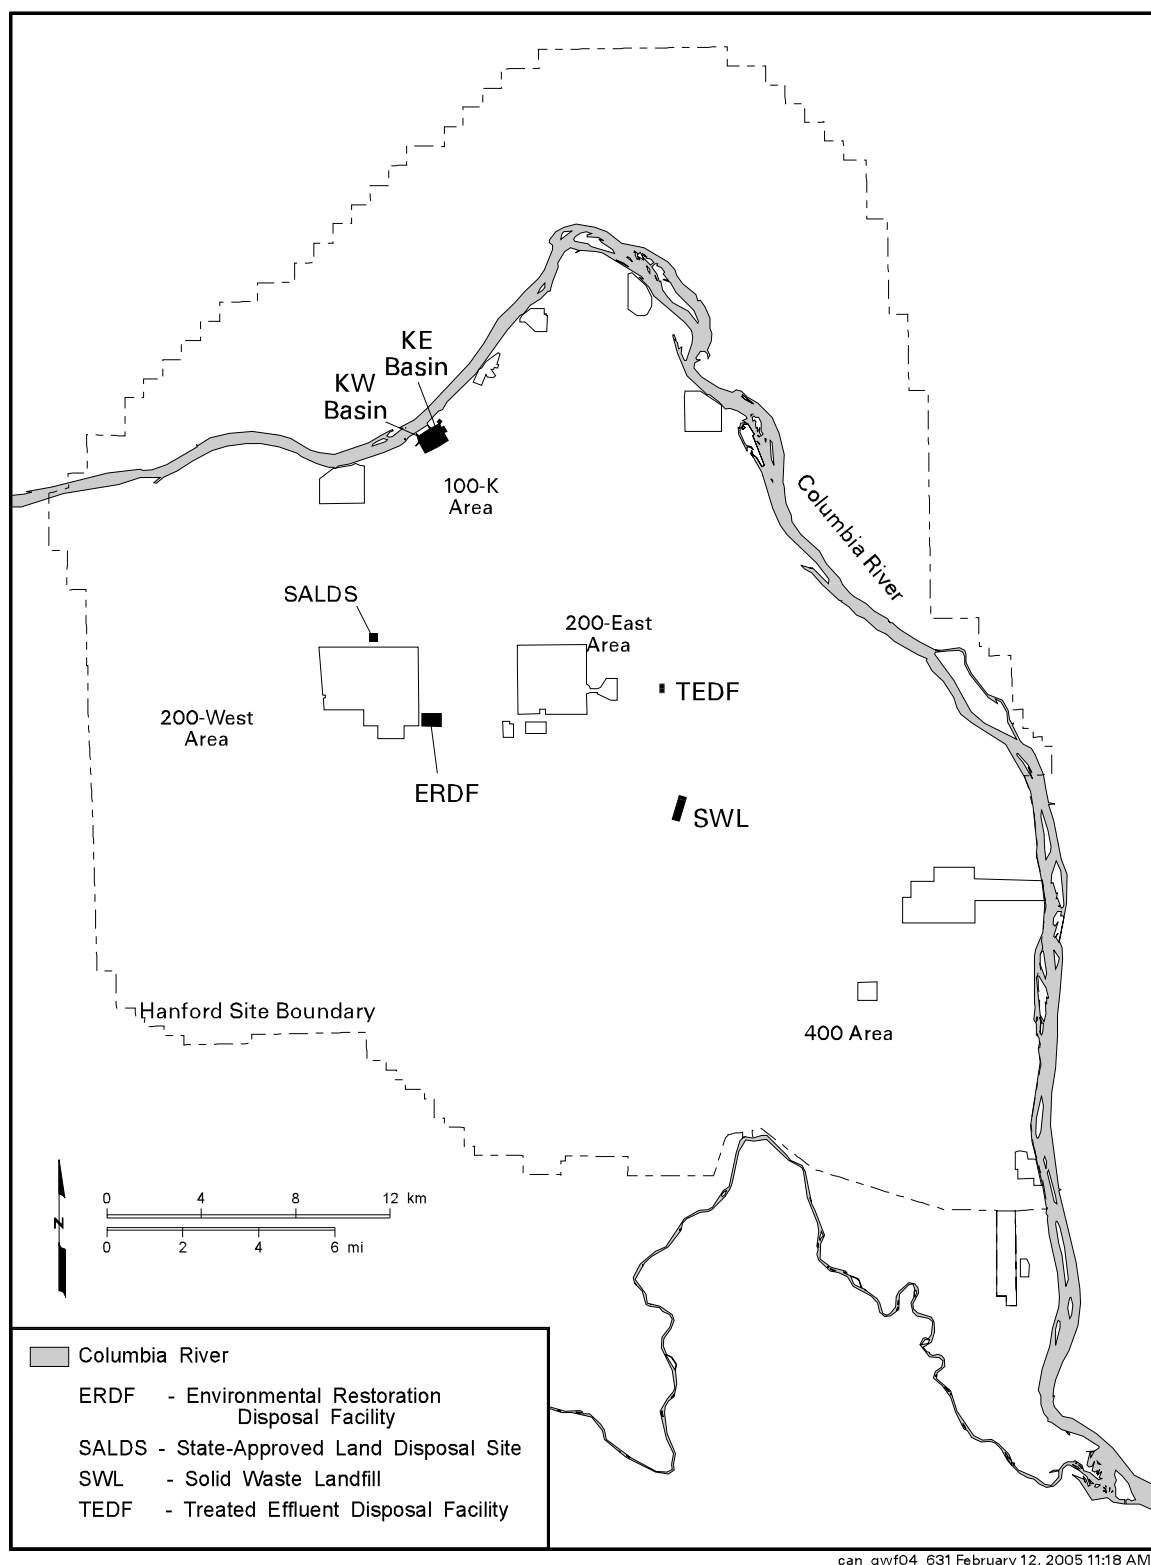 KE
Basin
KW
Basin
100-K
Area
Columbia River
SALDS
200-East
Area
TEDF
200-West
Area
ERDF
SWL
Hanford Site Boundary
400 Area
N
0 4 8 12 km
0 2 4 6 mi
Columbia River
ERDF - Environmental Restoration
Disposal Facility
SALDS - State-Approved Land Disposal Site
SWL - Solid Waste Landfill
TEDF - Treated Effluent Disposal Facility
can_gwf04_631 February 12, 2005 11:18 AM